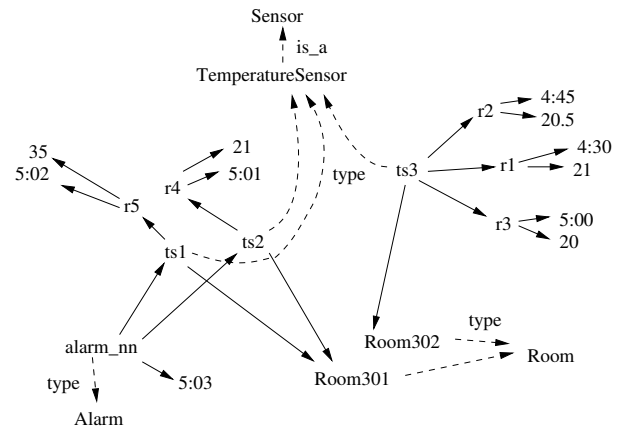 Sensor
is_a
TemperatureSensor
4:45
r2
20.5
35
21
4:30
5:02
r4
5:01
type
ts3
r1
21
r5
5:00
r3
20
ts1
ts2
alarm_nn
Room302
type
Room
type
5:03
Room301
Alarm